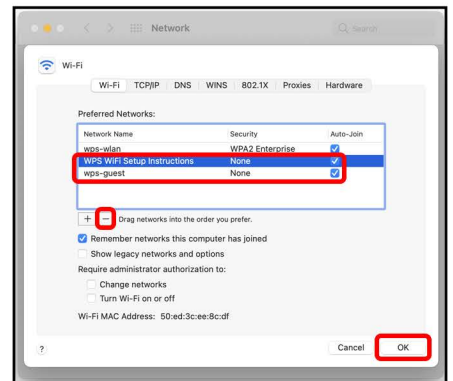 Network
Search
Wi-Fi
Wi-Fi TCP/IP DNS WINS 802.1X Proxies Hardware
Preferred Networks:
Network Name Security Auto-Join
wps-wlan WPA2 Enterprise
WPS WiFi Setup Instructions None
wps-guest None
+ − Drag networks into the order you prefer.
Remember networks this computer has joined
Show legacy networks and options
Require administrator authorization to:
Change networks
Turn Wi-Fi on or off
Wi-Fi MAC Address: 50:ed:3c:ee:8c:df
? Cancel OK